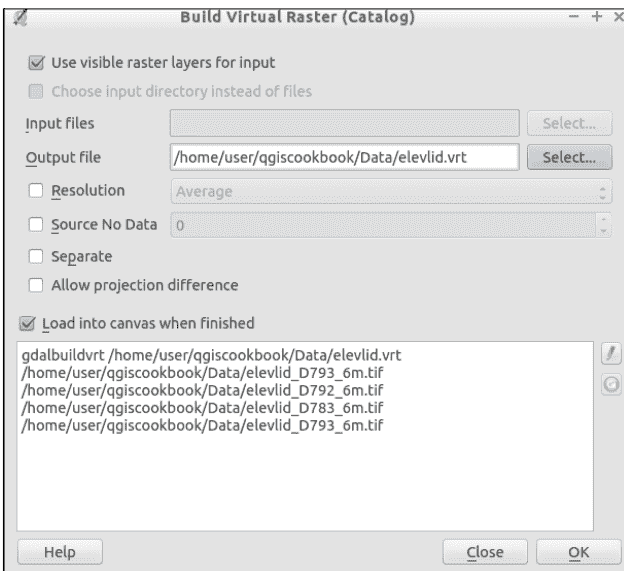 Build Virtual Raster (Catalog)
Use visible raster layers for input
Choose input directory instead of files
Input files
Select...
Output file
/home/user/qgiscookbook/Data/elevlid.vrt
Select...
Resolution
Average
Source No Data
0
Separate
Allow projection difference
Load into canvas when finished
gdalbuildvrt /home/user/qgiscookbook/Data/elevlid.vrt
/home/user/qgiscookbook/Data/elevlid_D793_6m.tif
/home/user/qgiscookbook/Data/elevlid_D792_6m.tif
/home/user/qgiscookbook/Data/elevlid_D783_6m.tif
/home/user/qgiscookbook/Data/elevlid_D793_6m.tif
Help
Close
OK